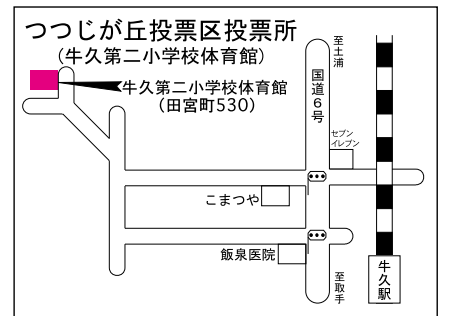 つつじが丘投票区投票所
(牛久第二小学校体育館)
牛久第二小学校体育館
(田宮町530)
至土浦
国道6号
セブン
イレブン
こまつや
飯泉医院
至取手
牛久駅